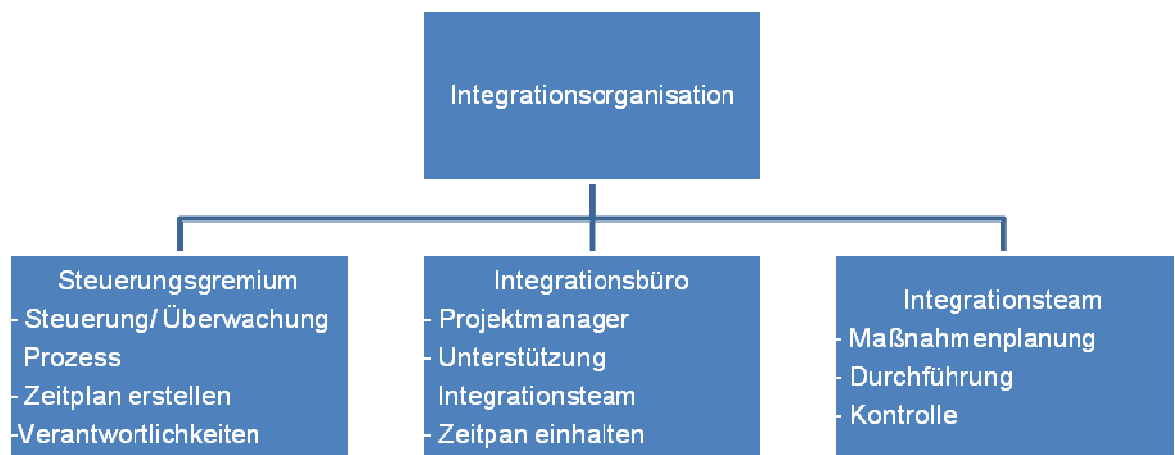 Integrationsorganisation
Steuerungsgremium
- Steuerung/ Überwachung
Prozess
- Zeitplan erstellen
-Verantwortlichkeiten
Integrationsbüro
- Projektmanager
- Unterstützung
Integrationsteam
- Zeitpan einhalten
Integrationsteam
- Maßnahmenplanung
- Durchführung
- Kontrolle